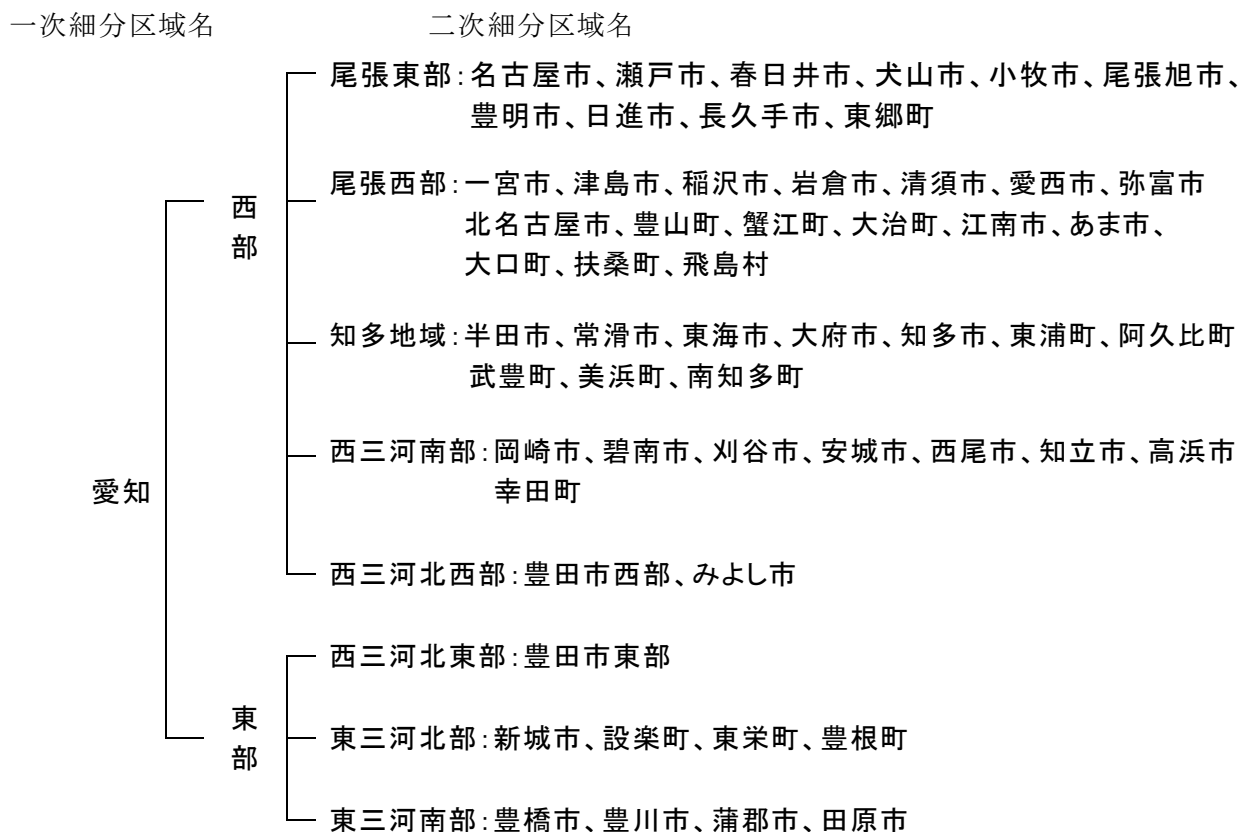 一次細分区域名 二次細分区域名
尾張東部:名古屋市、瀬戸市、春日井市、犬山市、小牧市、尾張旭市、
豊明市、日進市、長久手市、東郷町
尾張西部:一宮市、津島市、稲沢市、岩倉市、清須市、愛西市、弥富市
北名古屋市、豊山町、蟹江町、大治町、江南市、あま市、
大口町、扶桑町、飛島村
西部
知多地域:半田市、常滑市、東海市、大府市、知多市、東浦町、阿久比町
武豊町、美浜町、南知多町
西三河南部:岡崎市、碧南市、刈谷市、安城市、西尾市、知立市、高浜市
幸田町
愛知
西三河北西部:豊田市西部、みよし市
西三河北東部:豊田市東部
東部
東三河北部:新城市、設楽町、東栄町、豊根町
東三河南部:豊橋市、豊川市、蒲郡市、田原市